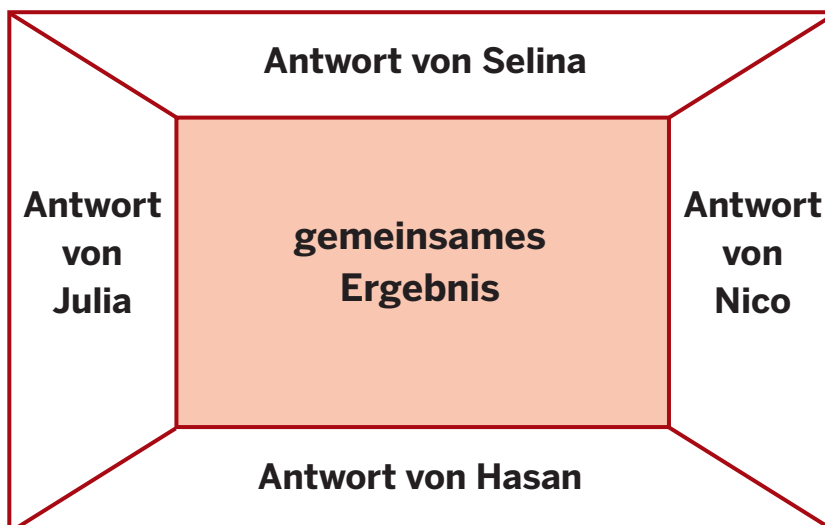 Antwort von Selina
Antwort
von
Julia
gemeinsames
Ergebnis
Antwort
von
Nico
Antwort von Hasan